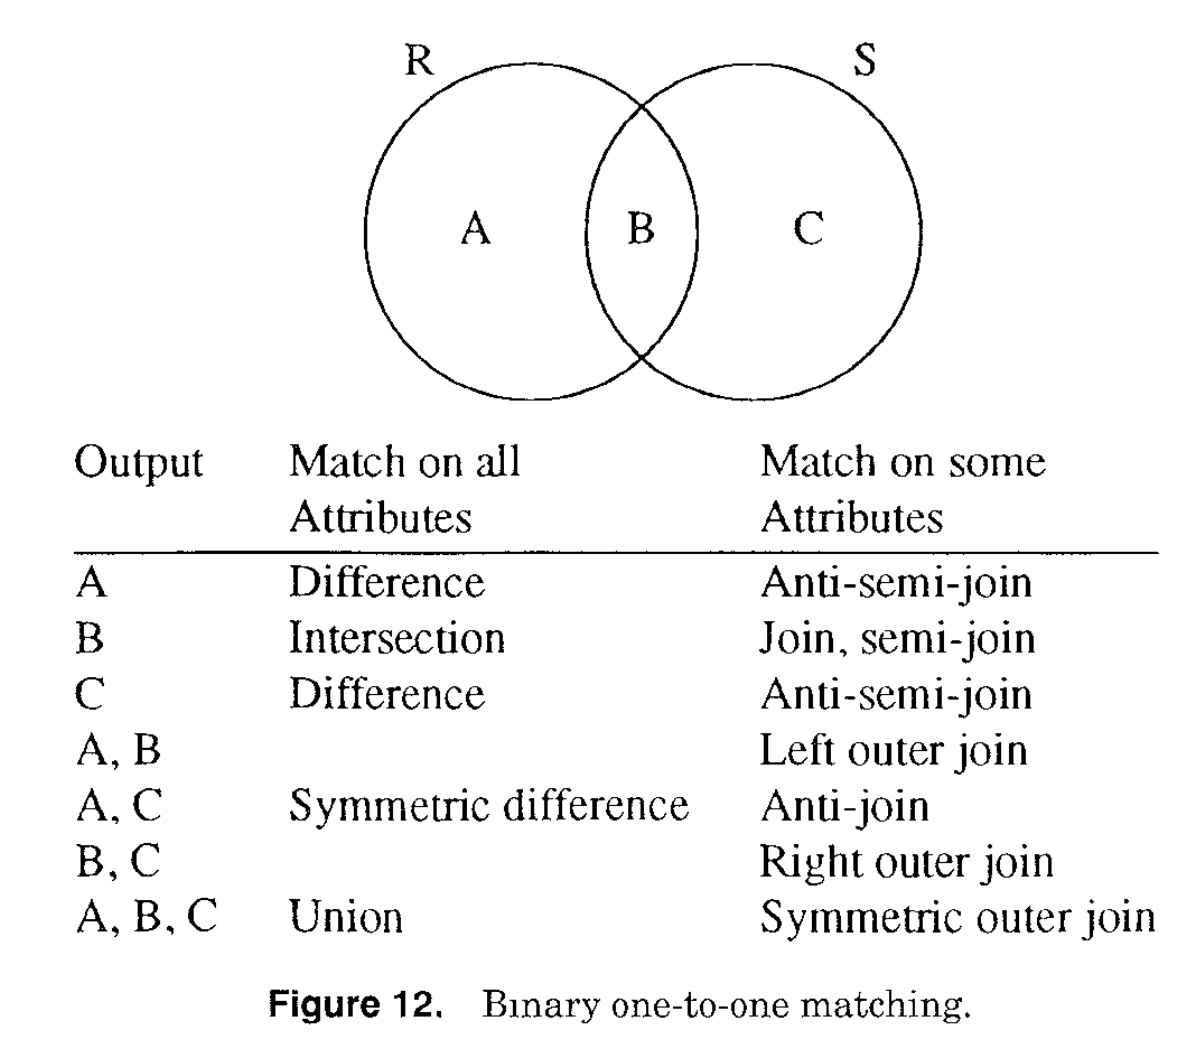 R S
A B C
Output Match on all Match on some
Attributes Attributes
A Difference Anti-semi-join
B Intersection Join, semi-join
C Difference Anti-semi-join
A, B Left outer join
A, C Symmetric difference Anti-join
B, C Right outer join
A, B, C Union Symmetric outer join
Figure 12. Binary one-to-one matching.